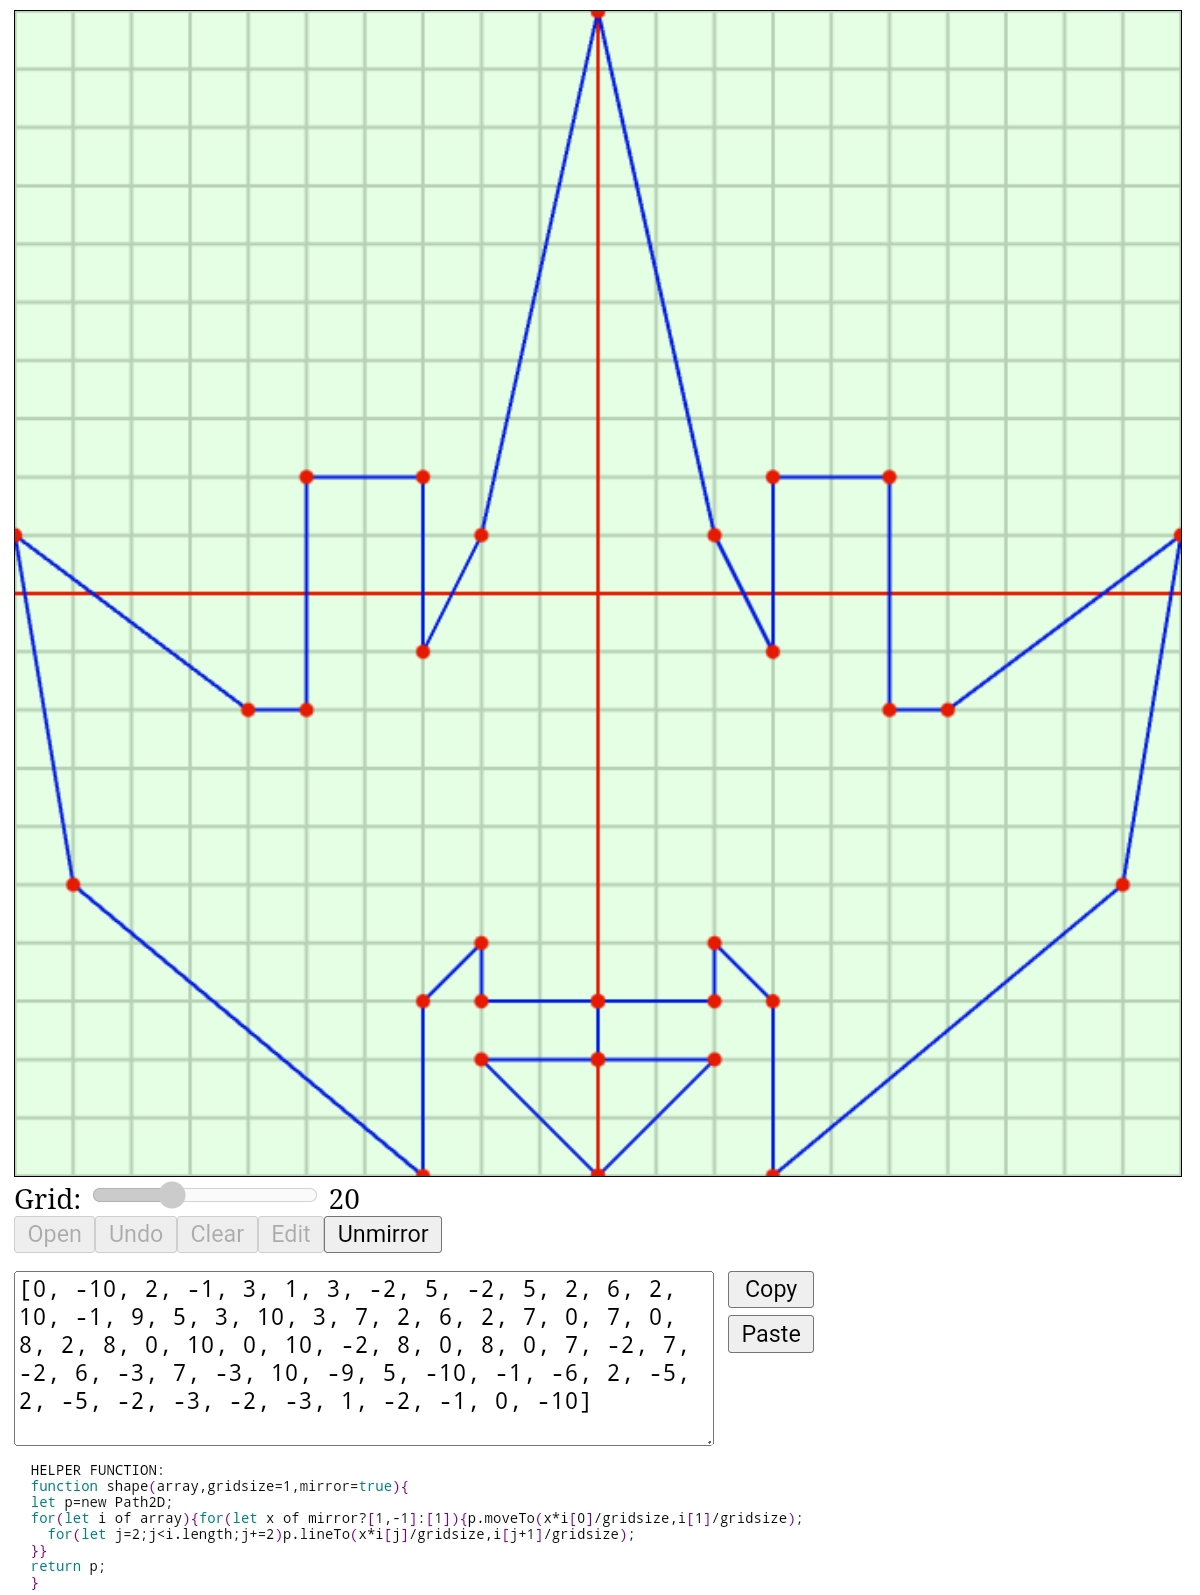 Grid: 20
Open Undo Clear Edit Unmirror
[0, -10, 2, -1, 3, 1, 3, -2, 5, -2, 5, 2, 6, 2,
10, -1, 9, 5, 3, 10, 3, 7, 2, 6, 2, 7, 0, 7, 0,
8, 2, 8, 0, 10, 0, 10, -2, 8, 0, 8, 0, 7, -2, 7,
-2, 6, -3, 7, -3, 10, -9, 5, -10, -1, -6, 2, -5,
2, -5, -2, -3, -2, -3, 1, -2, -1, 0, -10]
Copy
Paste
HELPER FUNCTION:
function shape(array,gridsize=1,mirror=true){
let p=new Path2D;
for(let i of array){for(let x of mirror?[1,-1]:[1]){p.moveTo(x*i[0]/gridsize,i[1]/gridsize);
for(let j=2;j<i.length;j+=2)p.lineTo(x*i[j]/gridsize,i[j+1]/gridsize);
}}
return p;
}